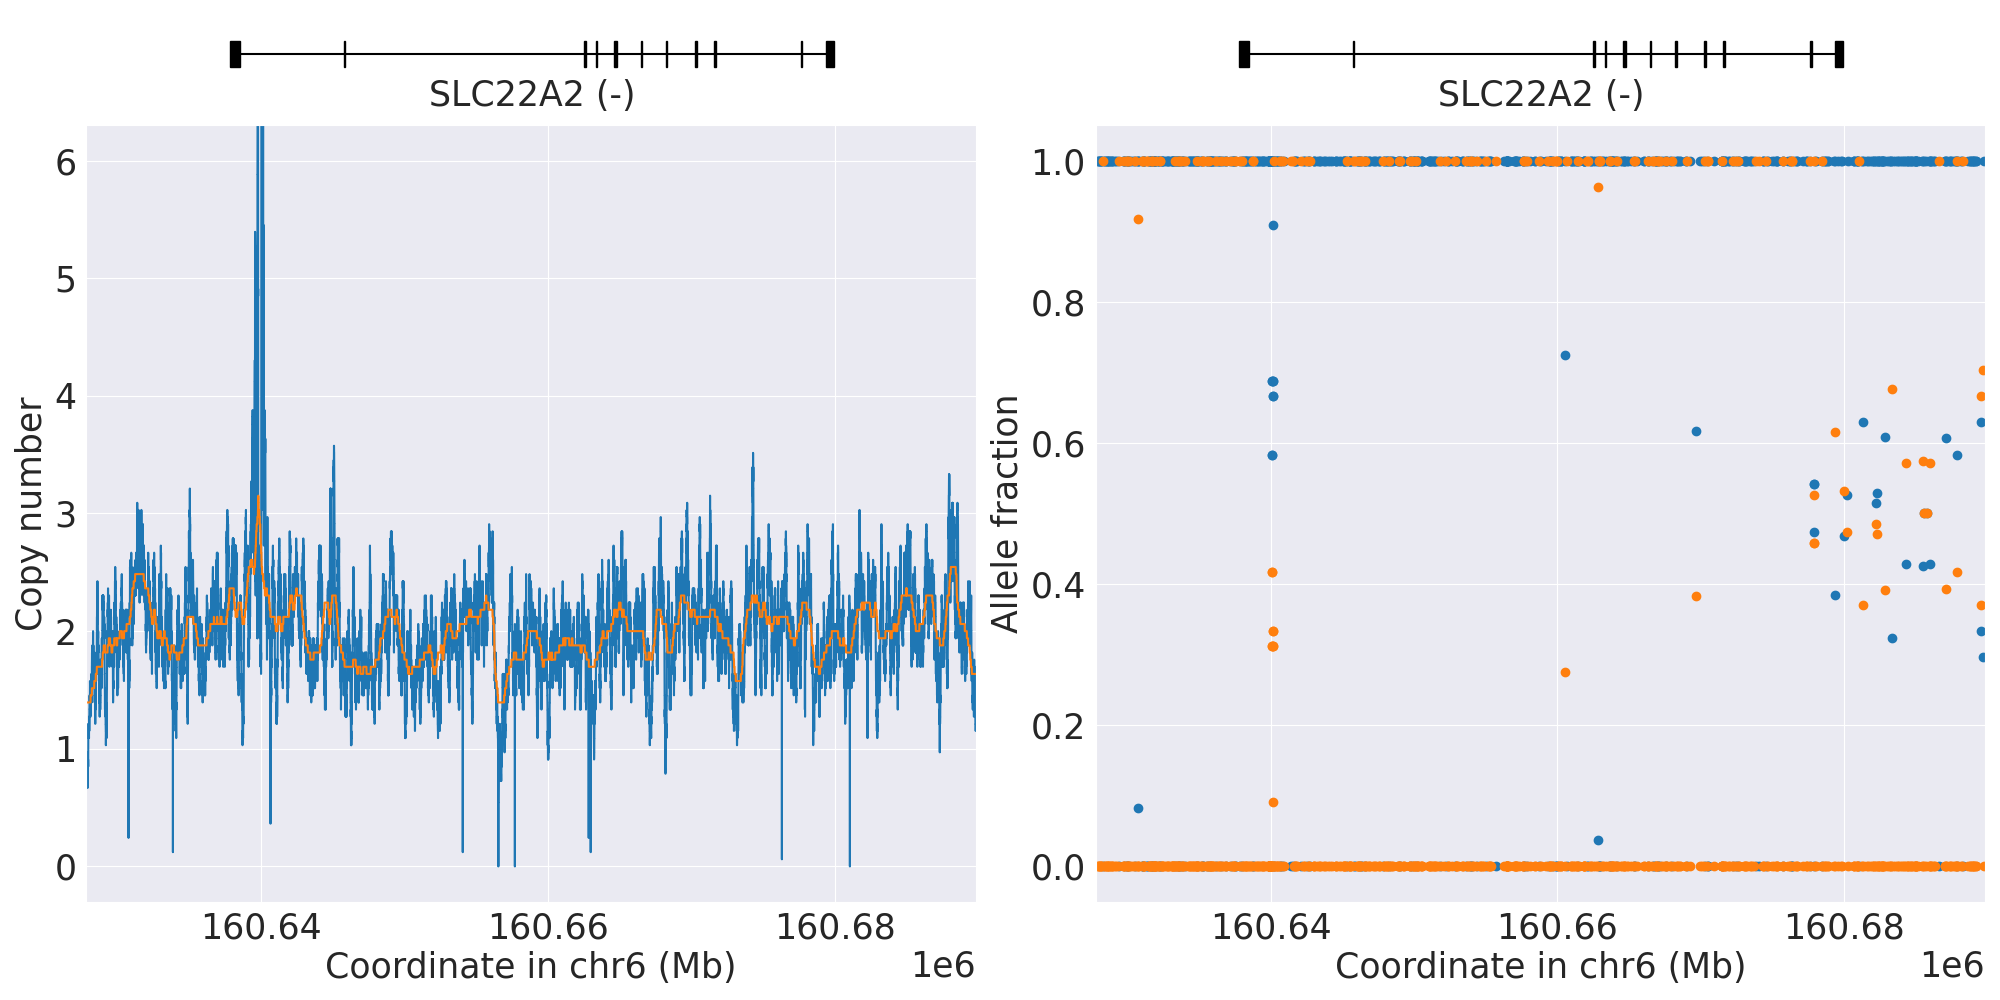 SLC22A2 (-)
Copy number
6
5
4
3
2
1
0
160.64
160.66
160.68
Coordinate in chr6 (Mb)
1e6
SLC22A2 (-)
Allele fraction
1.0
0.8
0.6
0.4
0.2
0.0
160.64
160.66
160.68
Coordinate in chr6 (Mb)
1e6